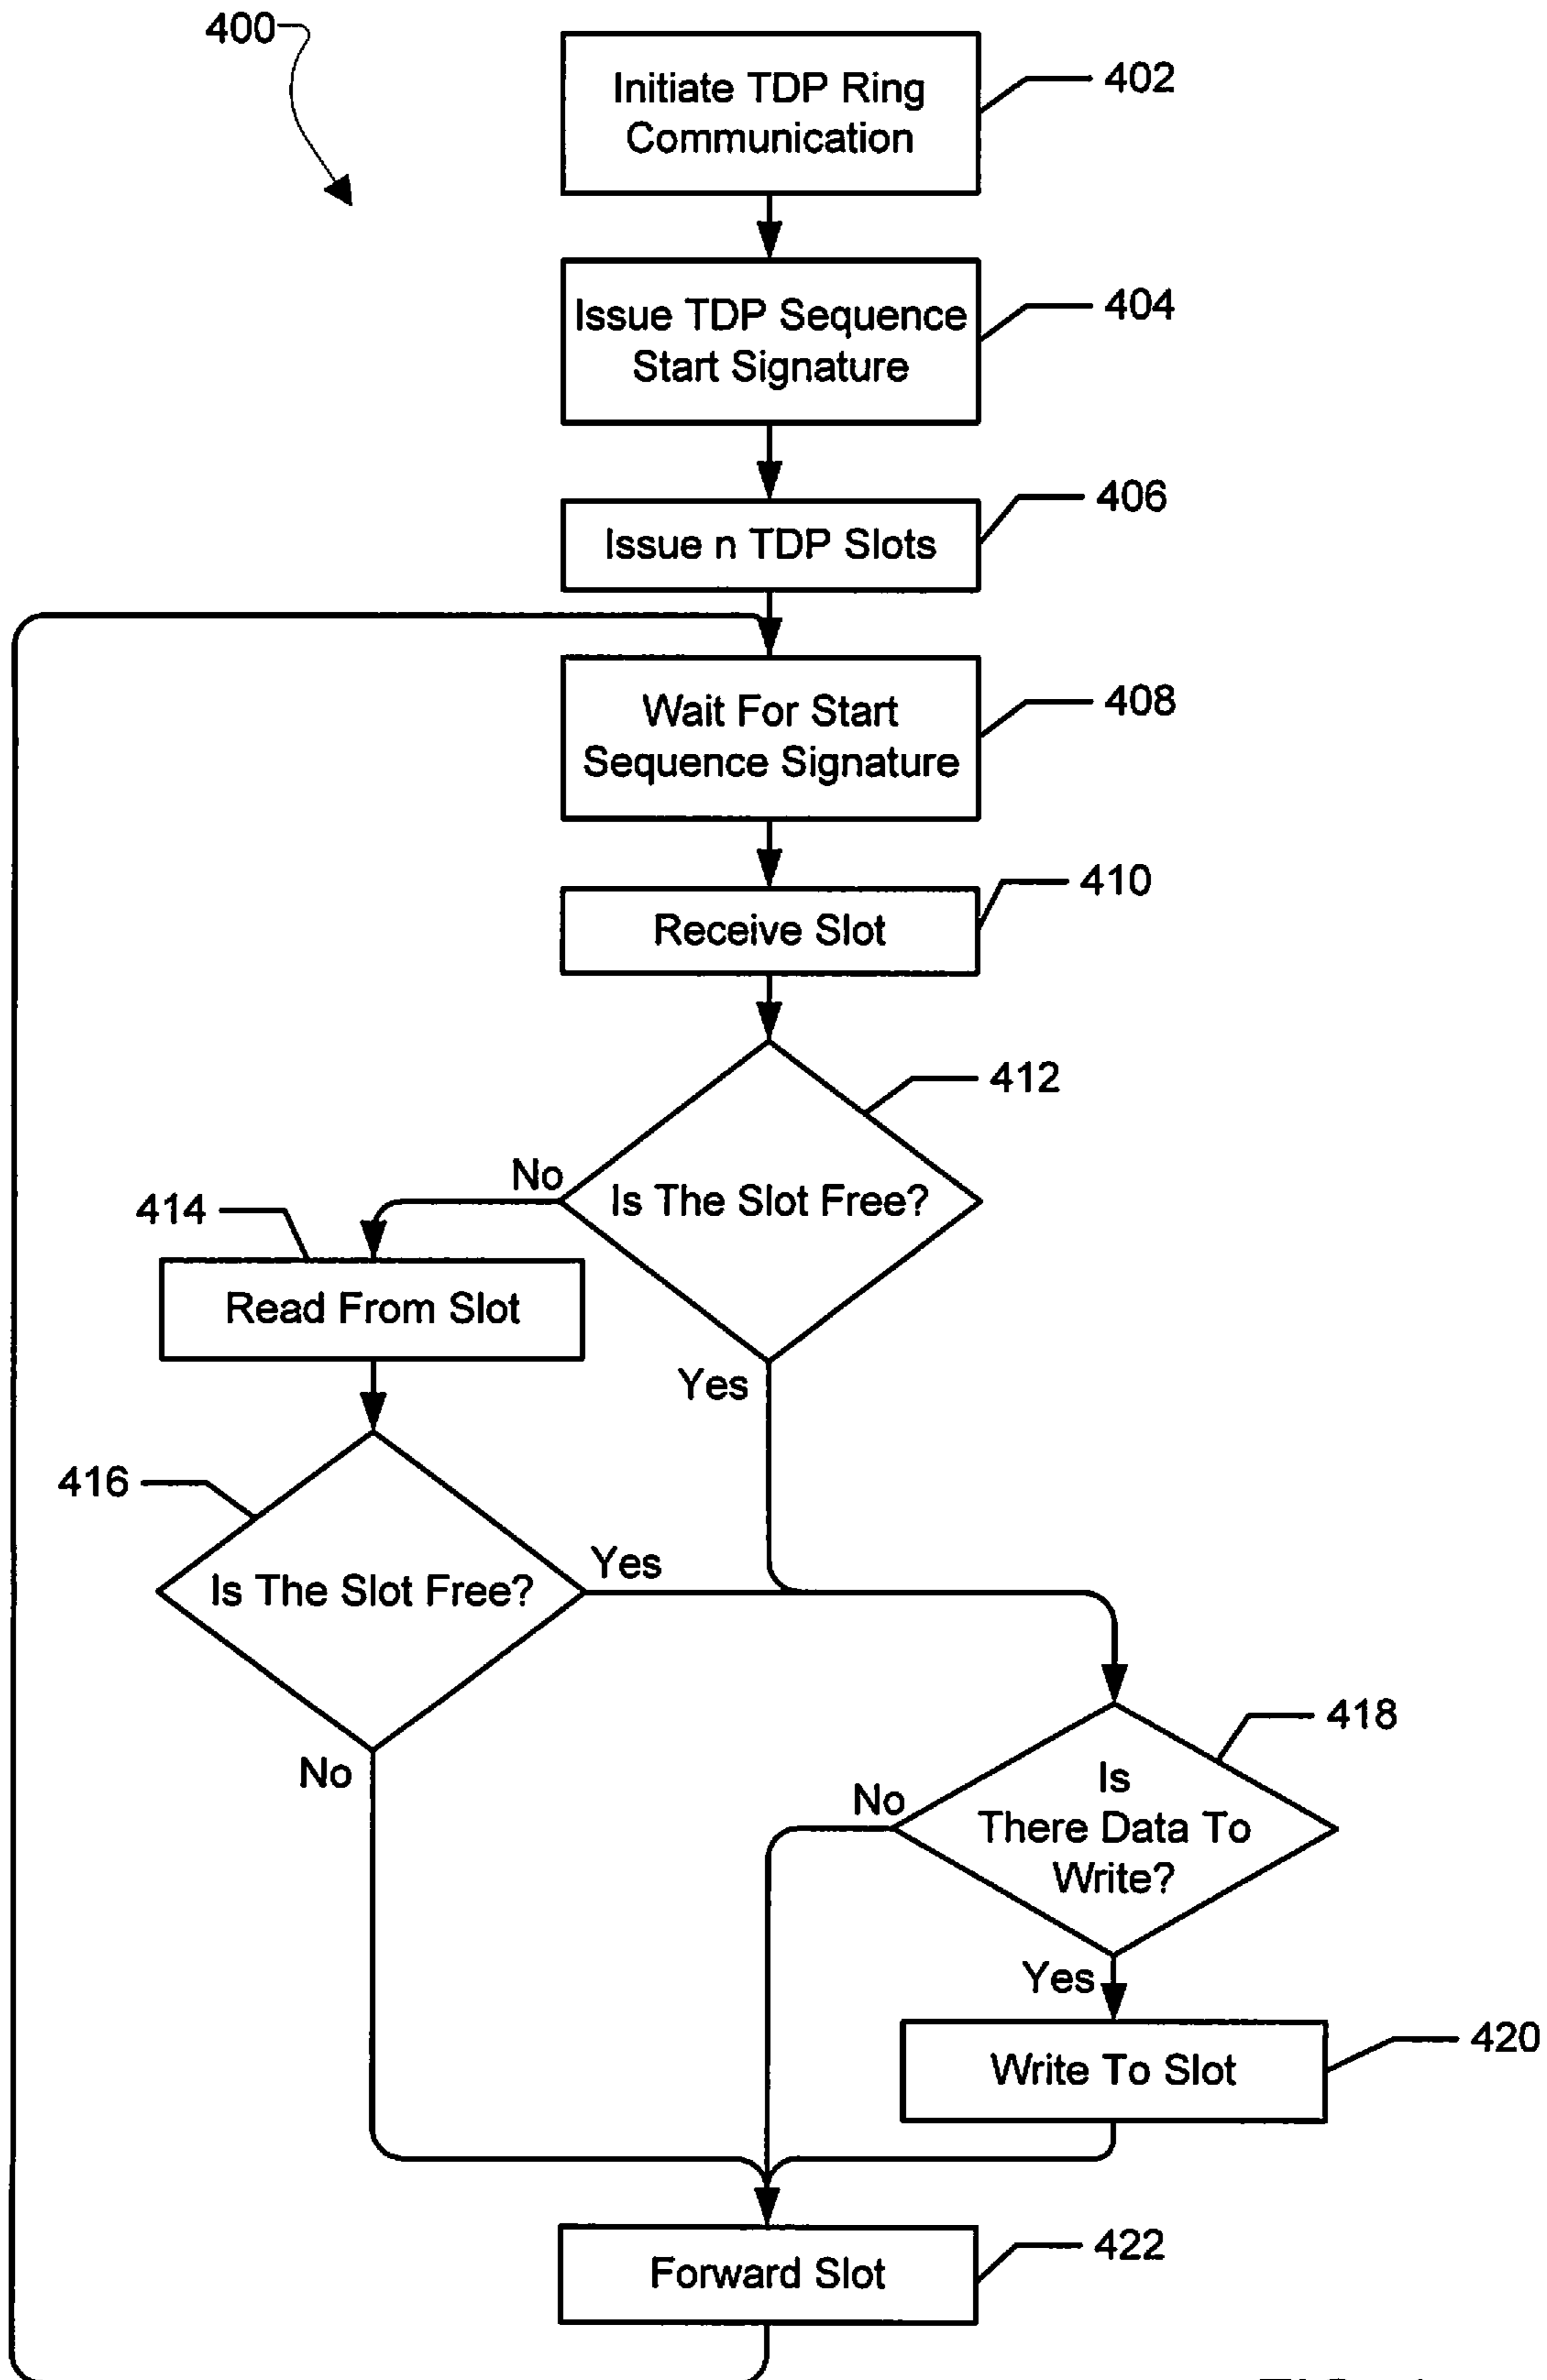 400
Initiate TDP Ring
Communication
402
Issue TDP Sequence
Start Signature
404
Issue n TDP Slots
406
Wait For Start
Sequence Signature
408
Receive Slot
410
412
Is The Slot Free?
No
Yes
414
Read From Slot
416
Is The Slot Free?
Yes
No
418
Is
There Data To
Write?
No
Yes
420
Write To Slot
Forward Slot
422